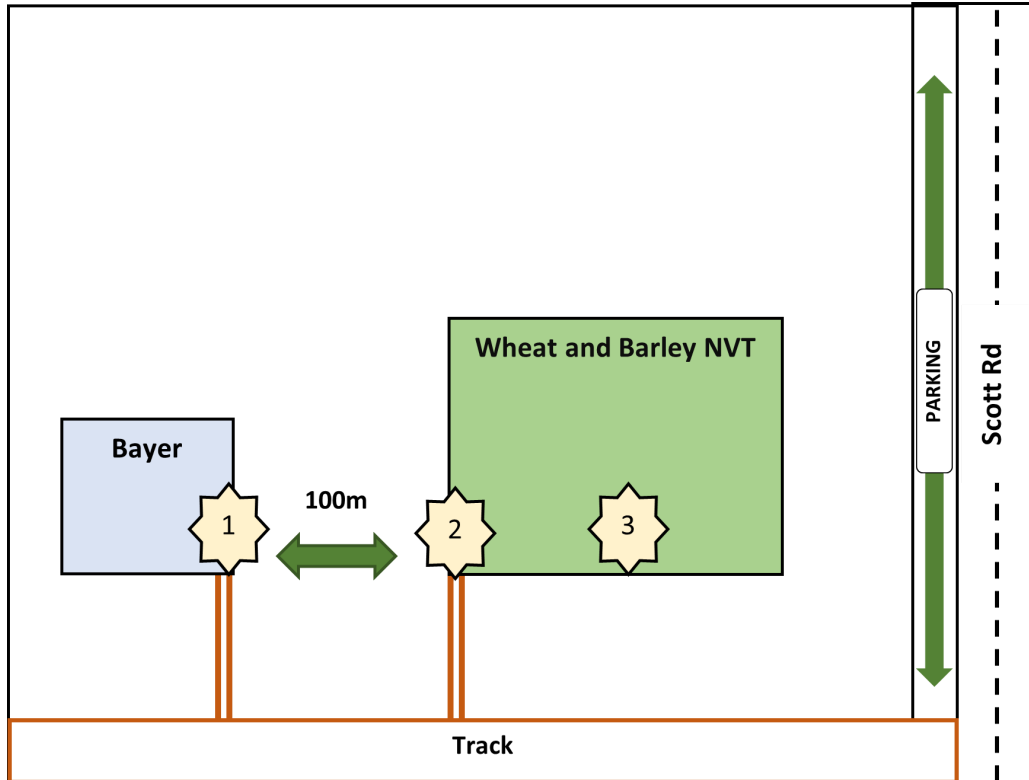 Wheat and Barley NVT
Bayer
100m
1
2
3
PARKING
Scott Rd
Track